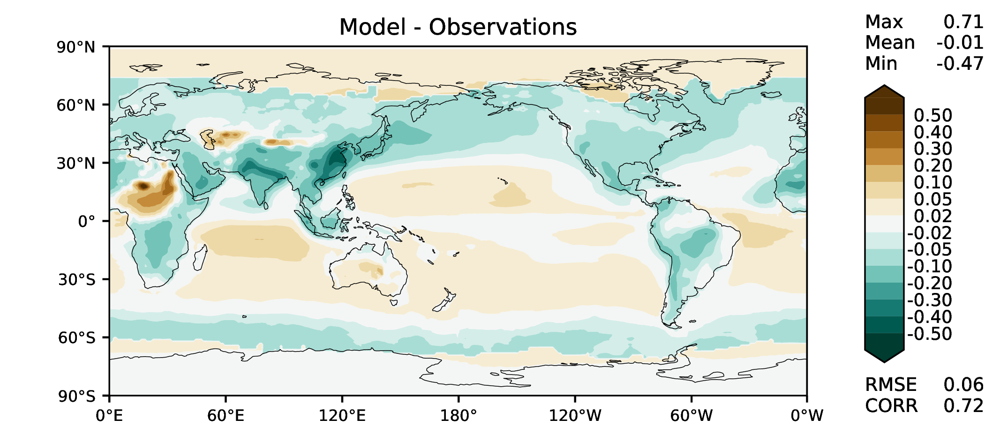 Model - Observations
Max 0.71
Mean -0.01
Min -0.47
90°N
60°N
30°N
0°
30°S
60°S
90°S
0°E 60°E 120°E 180° 120°W 60°W 0°W
0.50
0.40
0.30
0.20
0.10
0.05
0.02
-0.02
-0.05
-0.10
-0.20
-0.30
-0.40
-0.50
RMSE 0.06
CORR 0.72